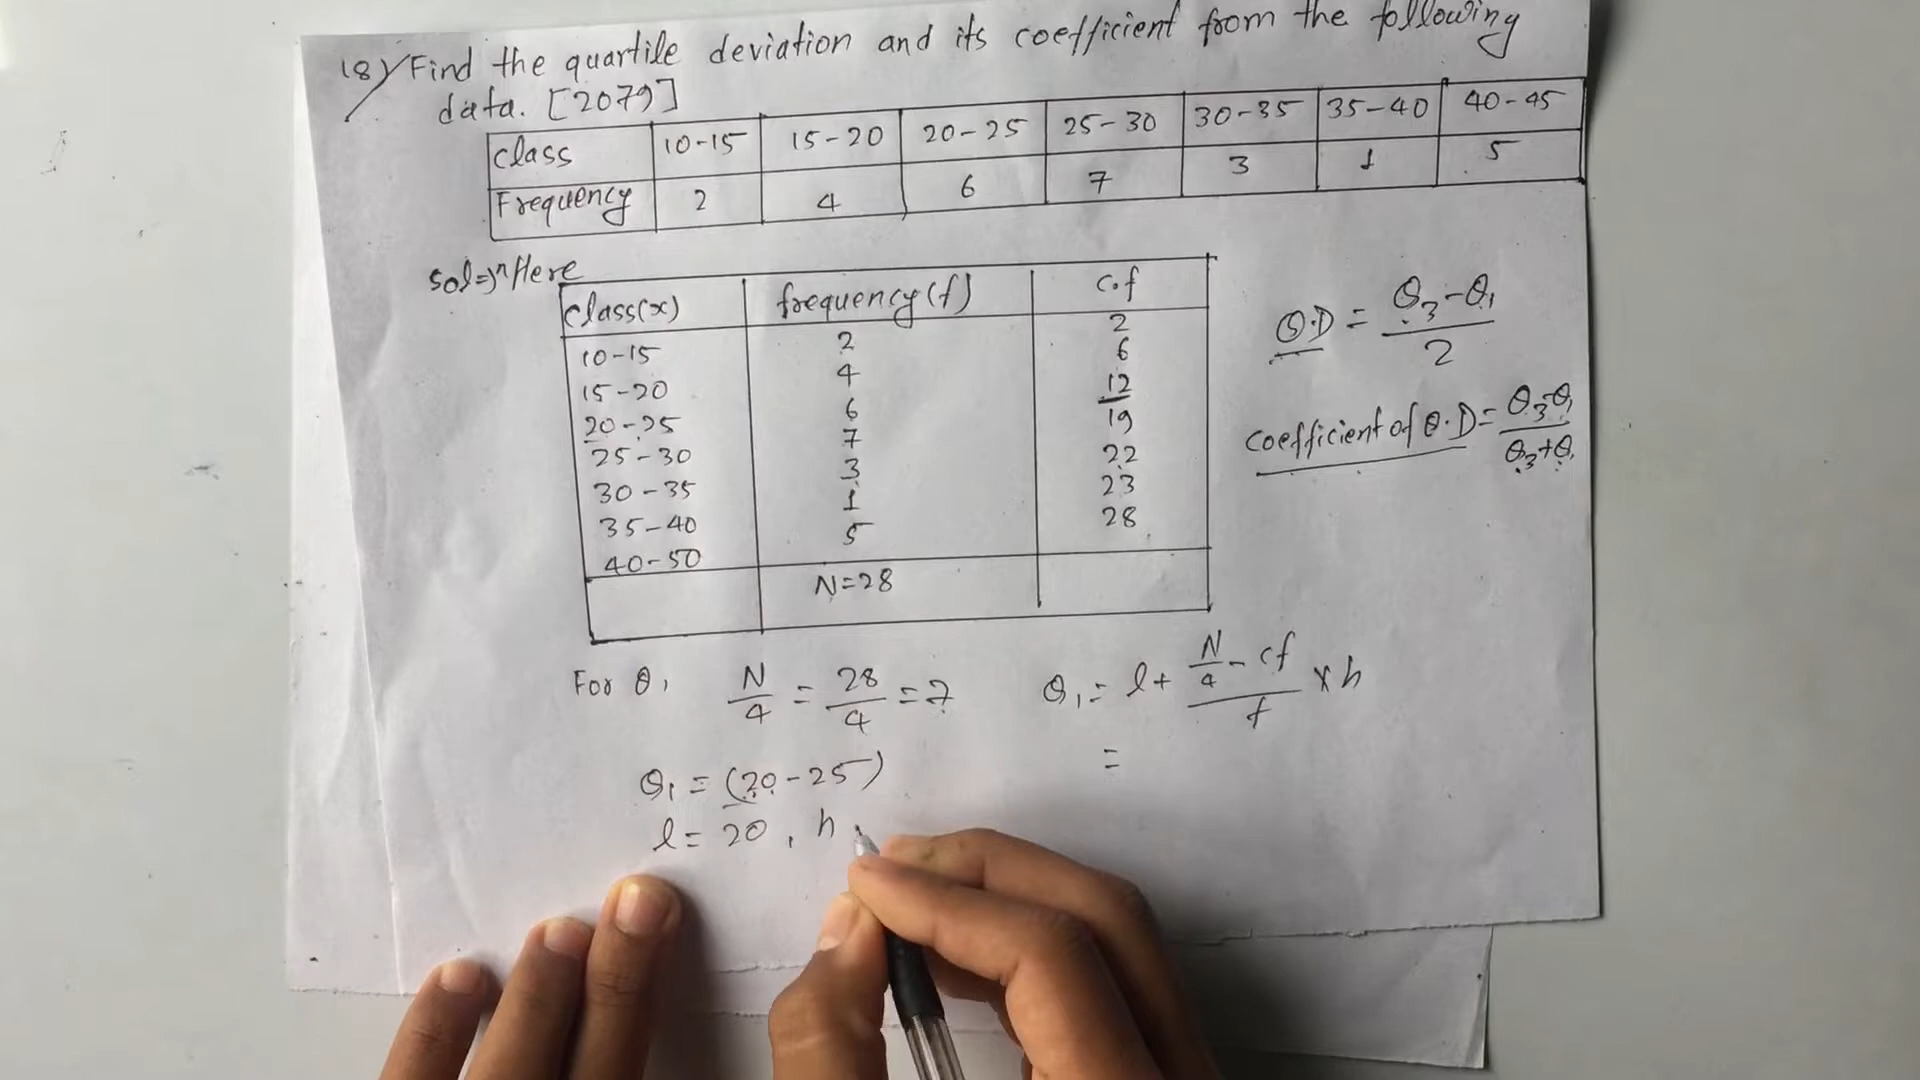 18) Find the quartile deviation and its coefficient from the following
data. [2079]
class 10-15 15-20 20-25 25-30 30-35 35-40 40-45
Frequency 2 4 6 7 3 1 5
Sol=>n Here
class(x) frequency(f) c.f
10-15 2 2
15-20 4 6
20-25 6 12
25-30 7 19
30-35 3 22
35-40 1 23
40-50 5 28
N=28
Q.D = Q3-Q1/2
coefficient of Q.D = Q3-Q1/Q3+Q1
For Q1 N/4 = 28/4 = 7
Q1 = l + (N/4 - cf)/f × h
=
Q1 = (20-25)
l = 20, h